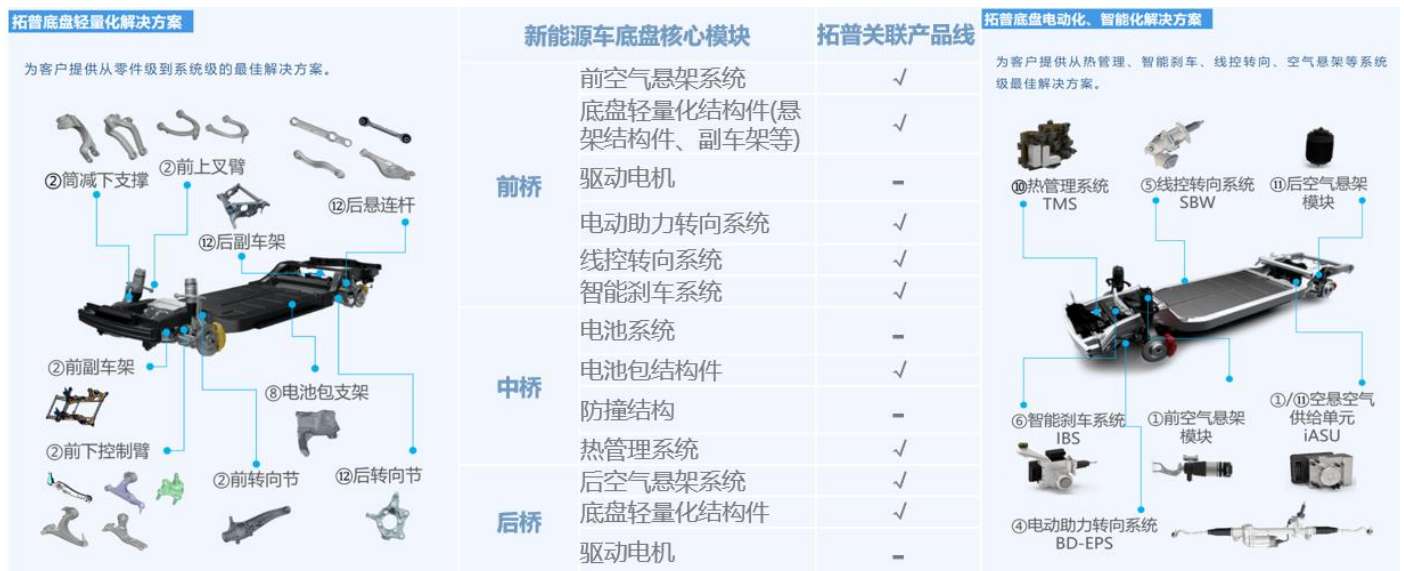 拓普底盘轻量化解决方案
为客户提供从零件级到系统级的最佳解决方案。
②筒减下支撑
②前上叉臂
⑫后悬连杆
⑫后副车架
②前副车架
⑧电池包支架
②前下控制臂
②前转向节
⑫后转向节
新能源车底盘核心模块
拓普关联产品线
前桥
前空气悬架系统
√
底盘轻量化结构件(悬
架结构件、副车架等)
√
驱动电机
-
电动助力转向系统
√
线控转向系统
√
智能刹车系统
√
中桥
电池系统
-
电池包结构件
√
防撞结构
-
热管理系统
√
后桥
后空气悬架系统
√
底盘轻量化结构件
√
驱动电机
-
拓普底盘电动化、智能化解决方案
为客户提供从热管理、智能刹车、线控转向、空气悬架等系统
级最佳解决方案。
⑩热管理系统
TMS
⑤线控转向系统
SBW
⑪后空气悬架
模块
⑥智能刹车系统
IBS
①前空气悬架
模块
①/⑪空悬空气
供给单元
iASU
④电动助力转向系统
BD-EPS